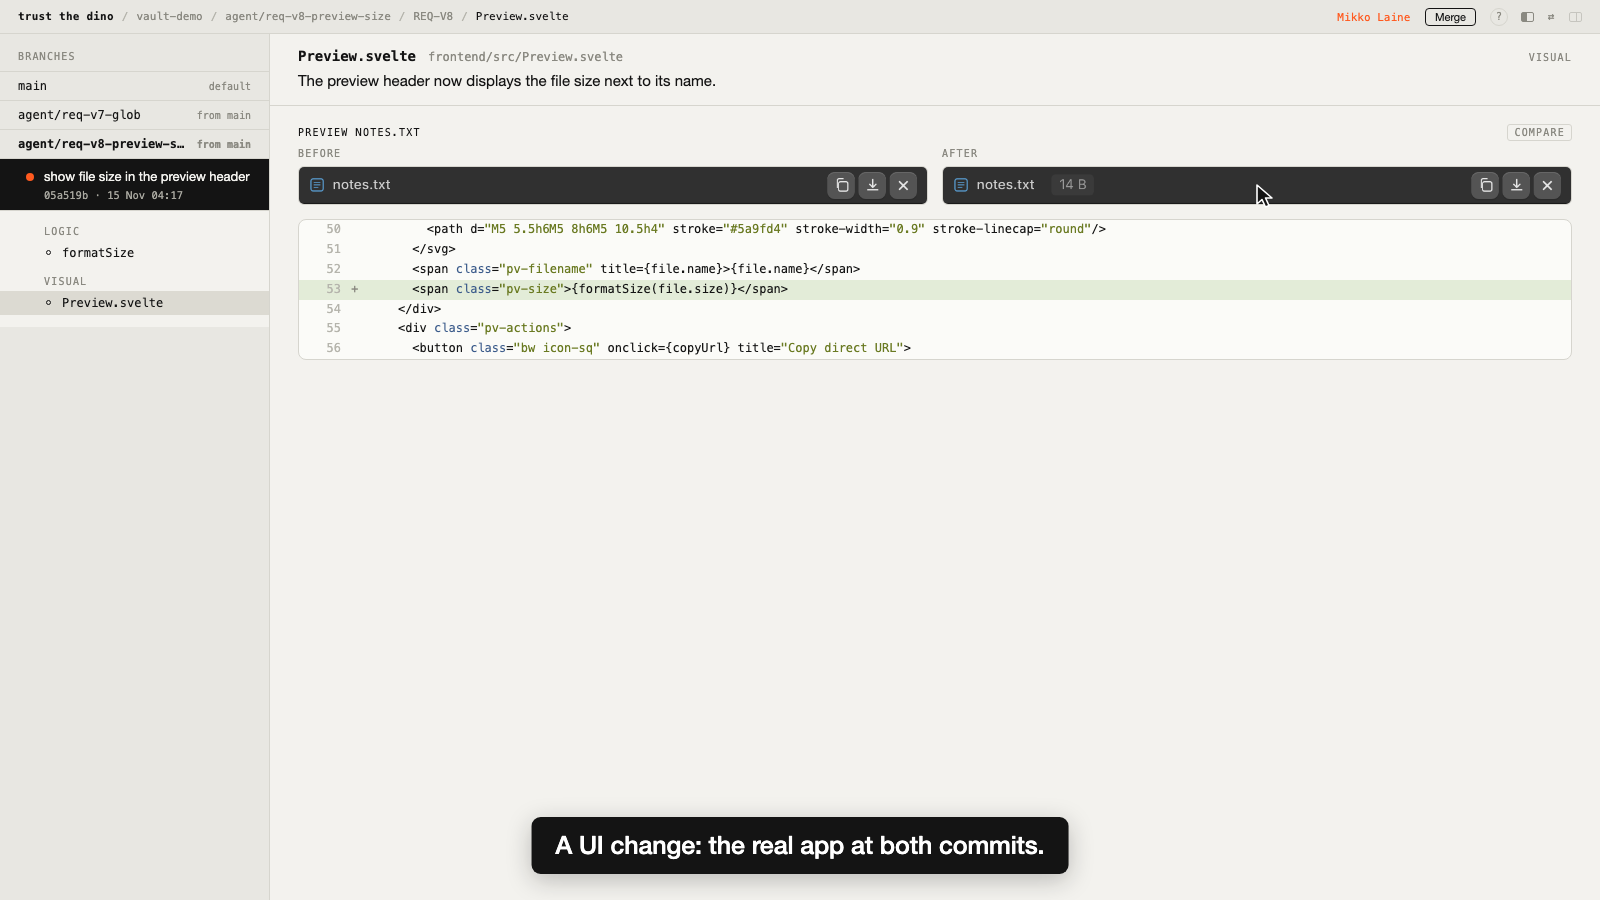 trust the dino / vault-demo / agent/req-v8-preview-size / REQ-V8 / Preview.svelte
Mikko Laine Merge ?
BRANCHES
main default
agent/req-v7-glob from main
agent/req-v8-preview-s… from main
show file size in the preview header
05a519b · 15 Nov 04:17
LOGIC
formatSize
VISUAL
Preview.svelte
Preview.svelte frontend/src/Preview.svelte VISUAL
The preview header now displays the file size next to its name.
PREVIEW NOTES.TXT COMPARE
BEFORE
notes.txt
AFTER
notes.txt 14 B
50 <path d="M5 5.5h6M5 8h6M5 10.5h4" stroke="#5a9fd4" stroke-width="0.9" stroke-linecap="round"/>
51 </svg>
52 <span class="pv-filename" title={file.name}>{file.name}</span>
53 + <span class="pv-size">{formatSize(file.size)}</span>
54 </div>
55 <div class="pv-actions">
56 <button class="bw icon-sq" onclick={copyUrl} title="Copy direct URL">
A UI change: the real app at both commits.